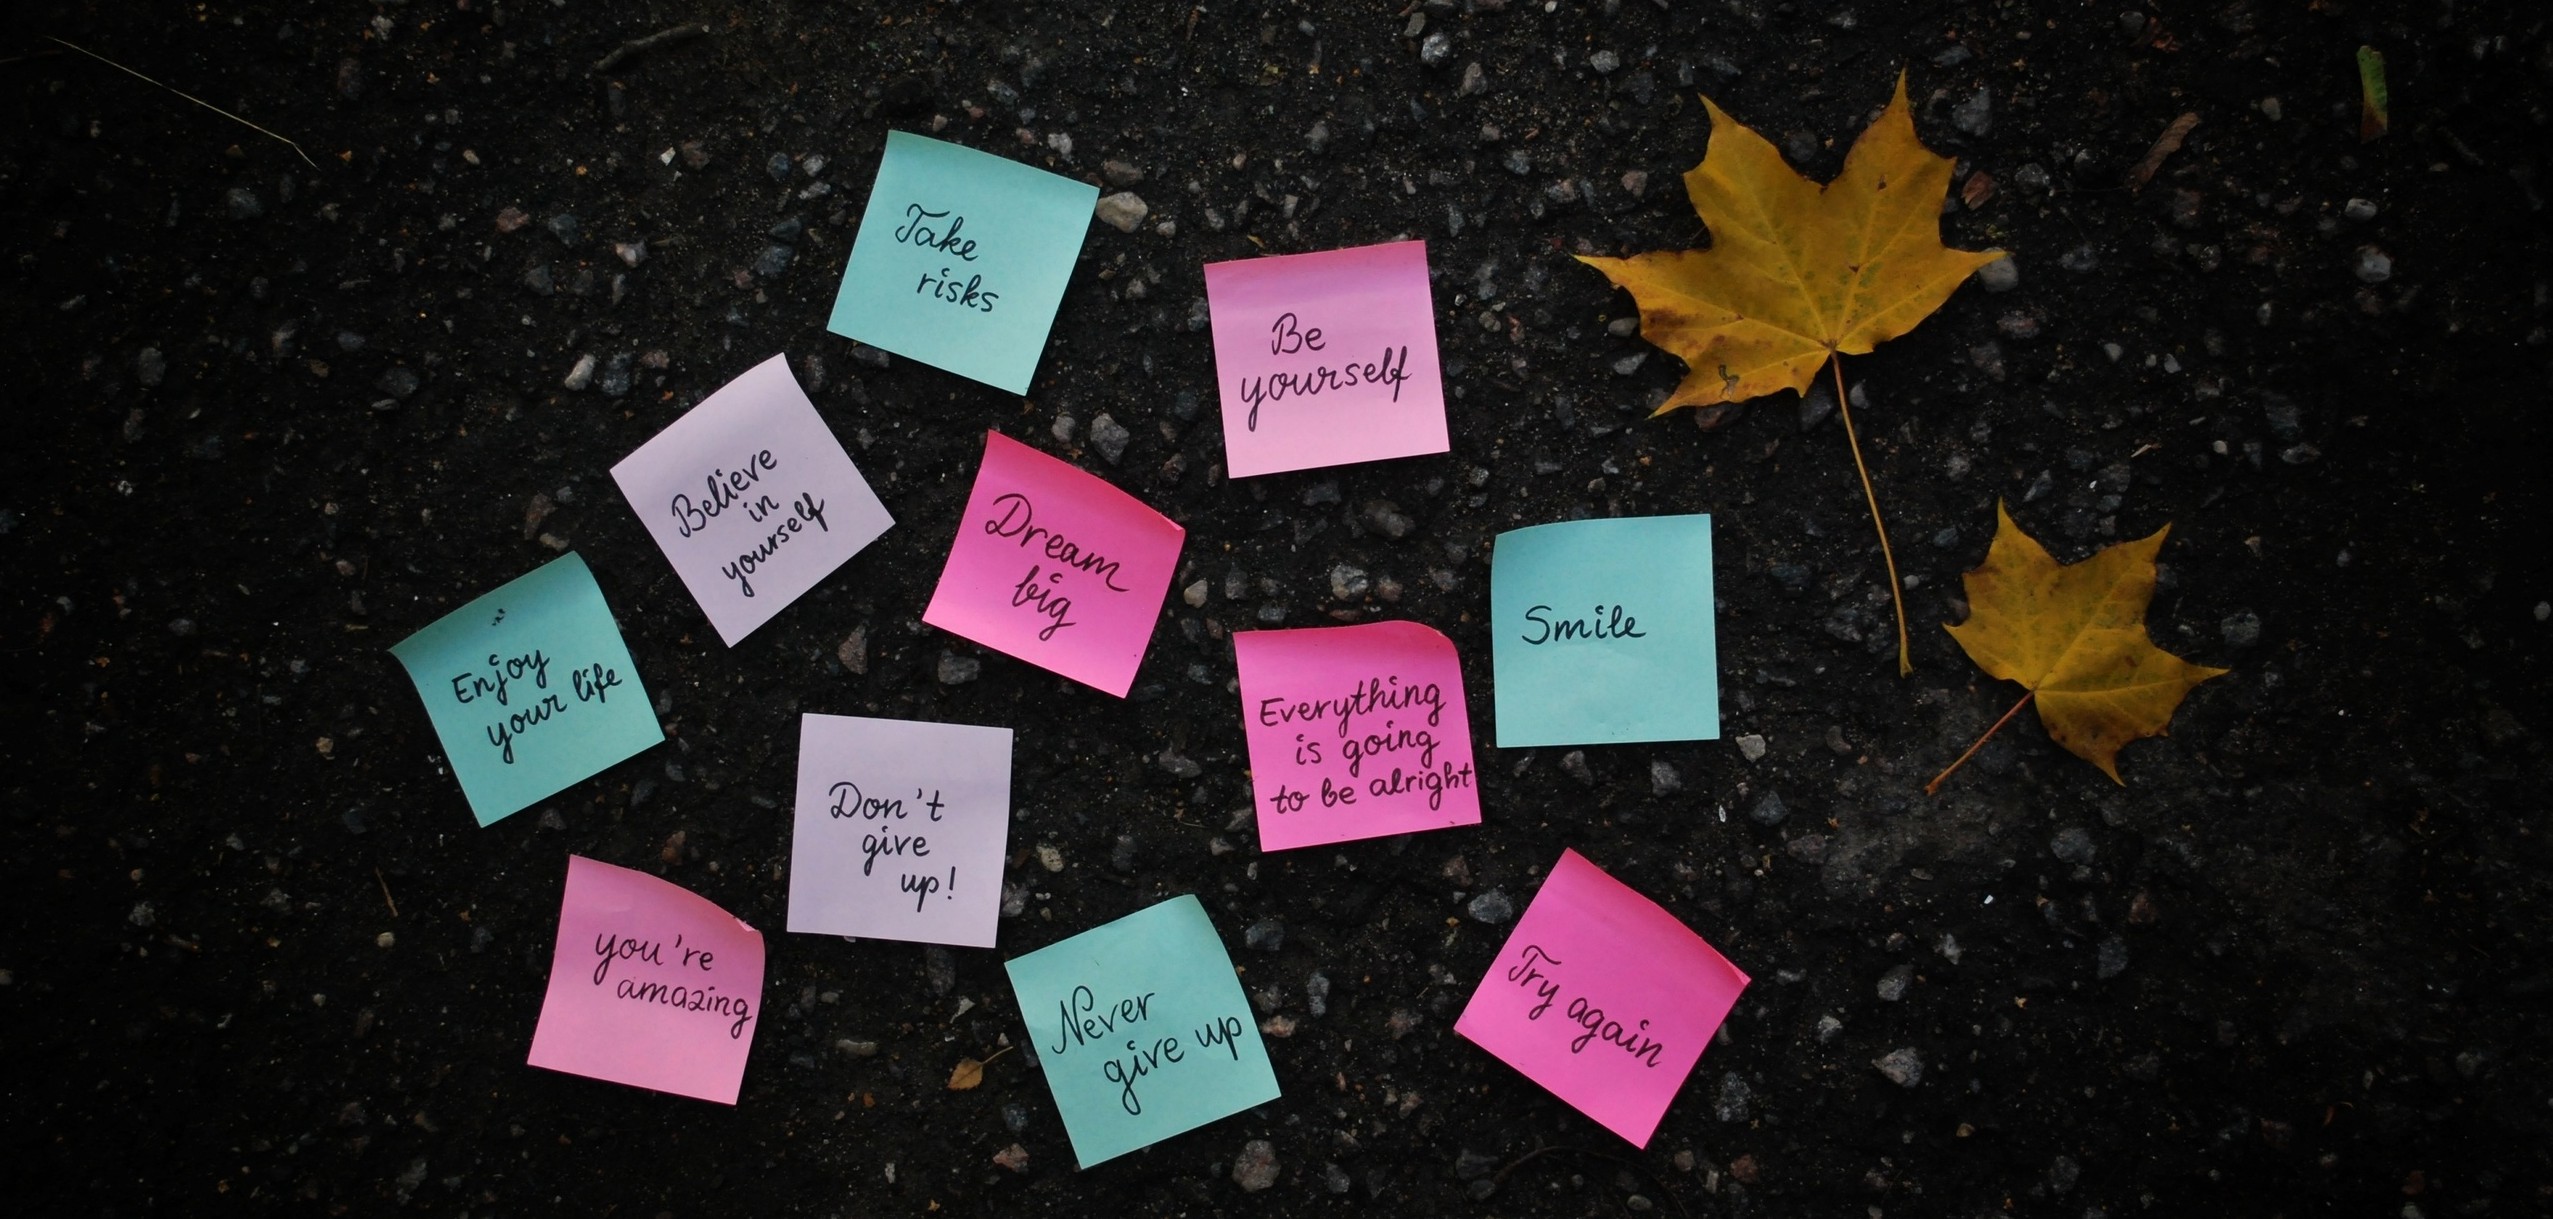 Take
risks
Be
yourself
Believe
in
yourself
Dream
big
Smile
Enjoy
your life
Everything
is going
to be alright
Don't
give
up!
you're
amazing
Never
give up
Try again